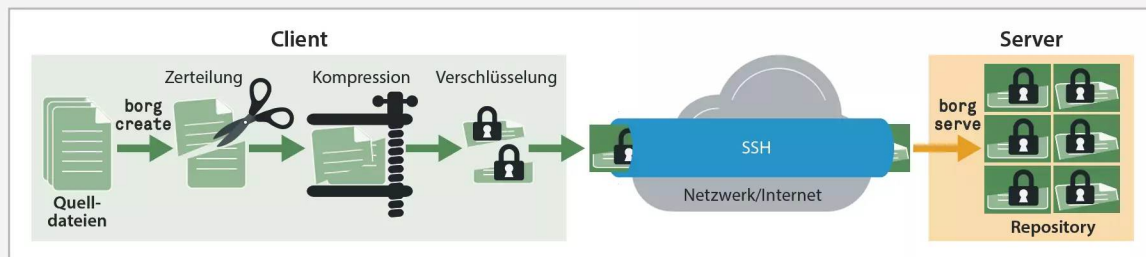 Client
Server
Zerteilung
Kompression
Verschlüsselung
borg
create
Quell-
dateien
SSH
Netzwerk/Internet
borg
serve
Repository